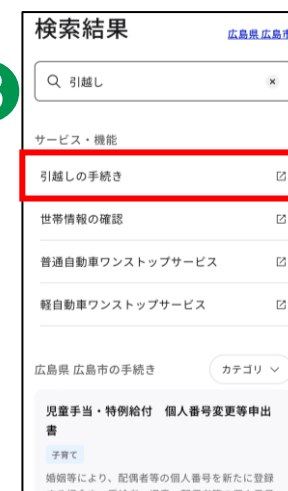 検索結果
広島県 広島市
引越し
サービス・機能
引越しの手続き
世帯情報の確認
普通自動車ワンストップサービス
軽自動車ワンストップサービス
広島県 広島市の手続き
カテゴリ
児童手当・特例給付 個人番号変更等申出
書
子育て
婚姻等により、配偶者等の個人番号を新たに登録